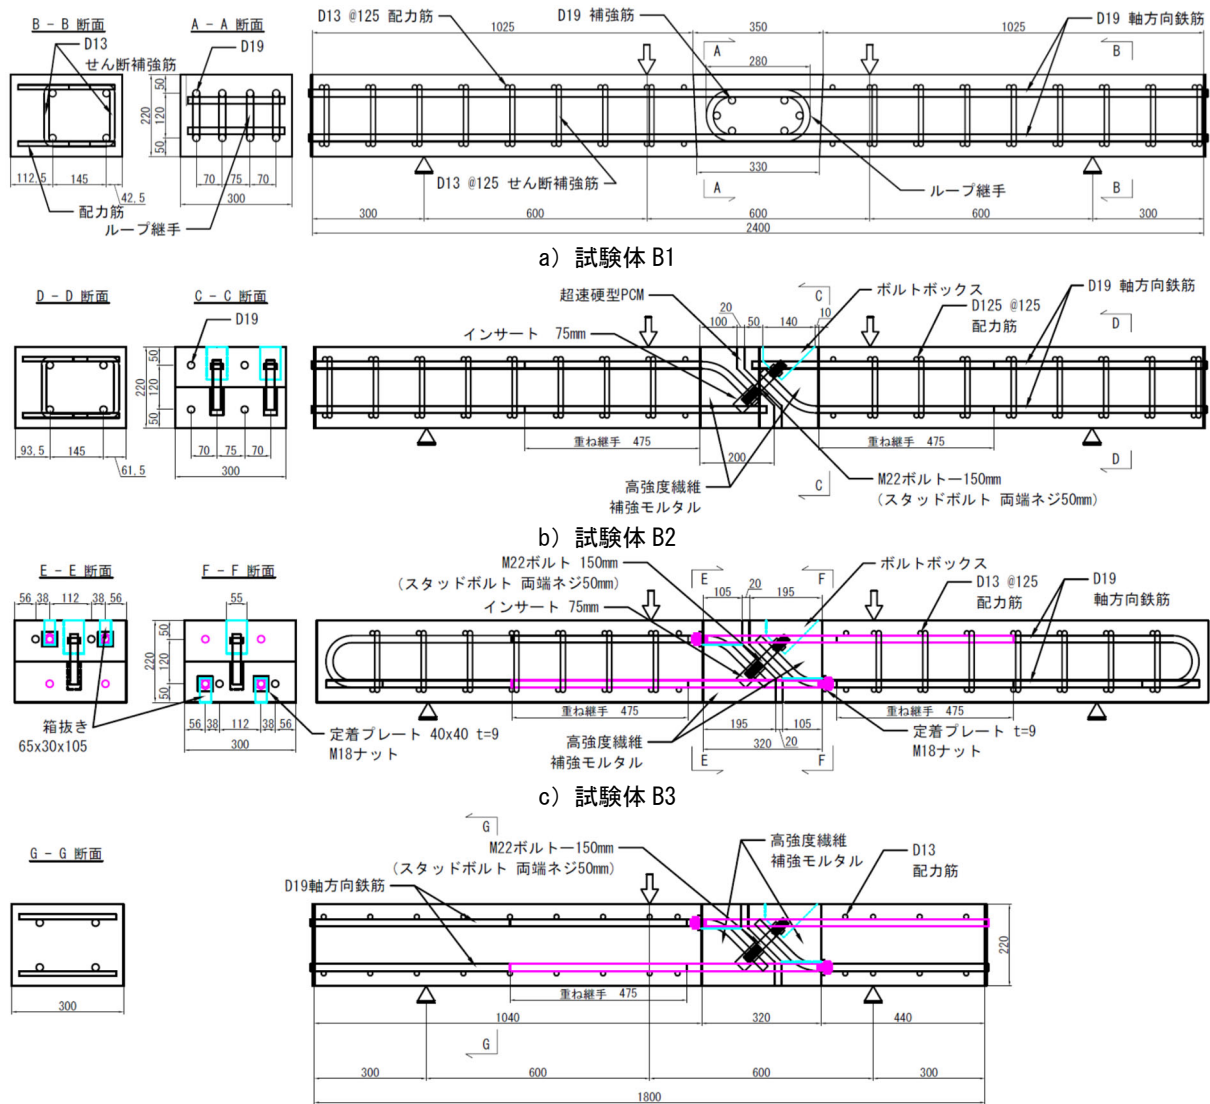 B - B 断面
A - A 断面
D13
せん断補強筋
D19
50
120
50
220
112.5
145
42.5
配力筋
ループ継手
70
75
70
300
D13 @125 配力筋
D19 補強筋
D19 軸方向鉄筋
1025
350
1025
A
280
B
D13 @125 せん断補強筋
330
ループ継手
A
B
300
600
600
600
300
2400
a) 試験体 B1
D - D 断面
C - C 断面
D19
50
120
50
220
93.5
145
61.5
70
75
70
300
超速硬型PCM
20
100
50
140
10
C
ボルトボックス
D19 軸方向鉄筋
インサート 75mm
D125 @125
配力筋
D
重ね継手 475
200
重ね継手 475
D
高強度繊維
補強モルタル
C
M22ボルトー150mm
(スタッドボルト 両端ネジ50mm)
b) 試験体 B2
E - E 断面
F - F 断面
56
38
112
38
56
55
50
120
50
220
箱抜き
65x30x105
56
38
112
38
56
300
定着プレート 40x40 t=9
M18ナット
M22ボルト 150mm
(スタッドボルト 両端ネジ50mm)
インサート 75mm
E
F
105
20
195
ボルトボックス
D13 @125
配力筋
D19
軸方向鉄筋
重ね継手 475
195
105
320
20
重ね継手 475
高強度繊維
補強モルタル
E
F
定着プレート t=9
M18ナット
c) 試験体 B3
G - G 断面
300
G
M22ボルトー150mm
(スタッドボルト 両端ネジ50mm)
高強度繊維
補強モルタル
D13
配力筋
D19軸方向鉄筋
220
重ね継手 475
1040
320
440
G
300
600
600
300
1800